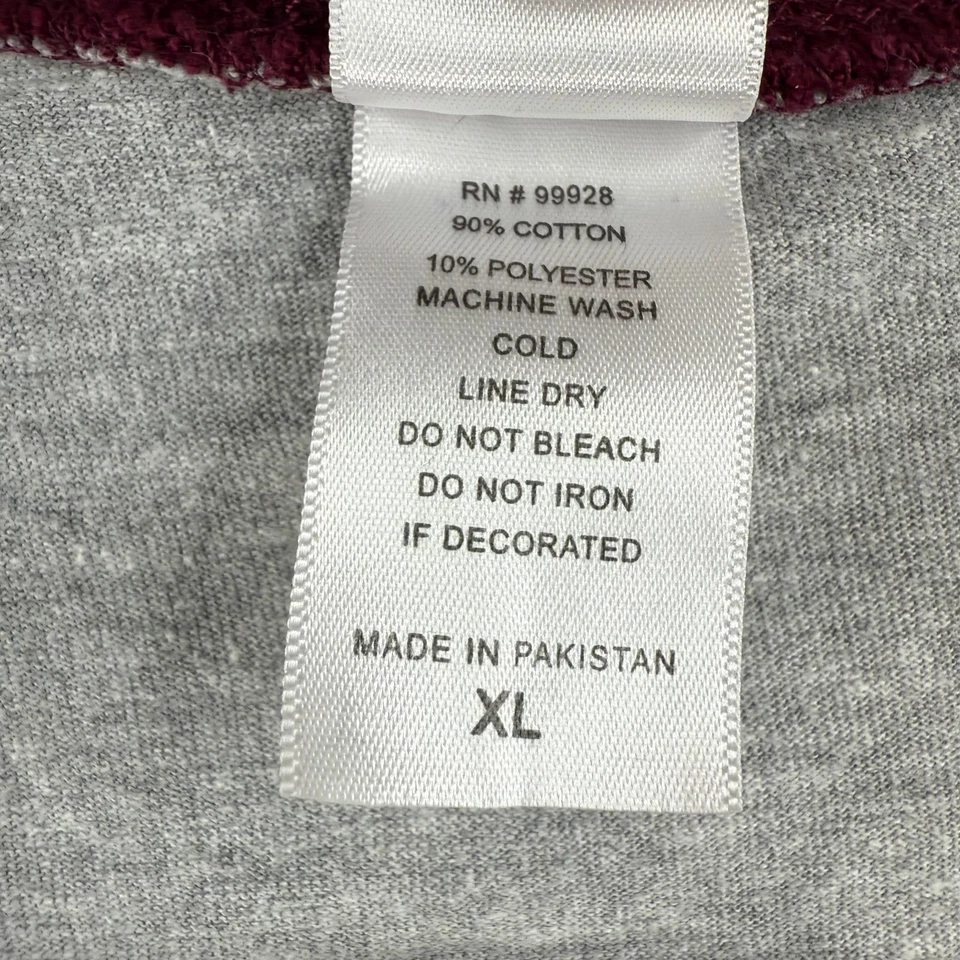 RN # 99928
90% COTTON
10% POLYESTER
MACHINE WASH
COLD
LINE DRY
DO NOT BLEACH
DO NOT IRON
IF DECORATED
MADE IN PAKISTAN
XL